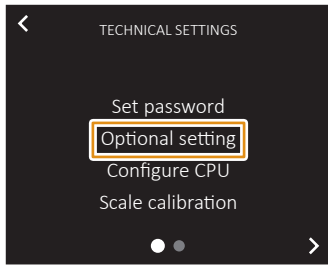 TECHNICAL SETTINGS
Set password
Optional setting
Configure CPU
Scale calibration